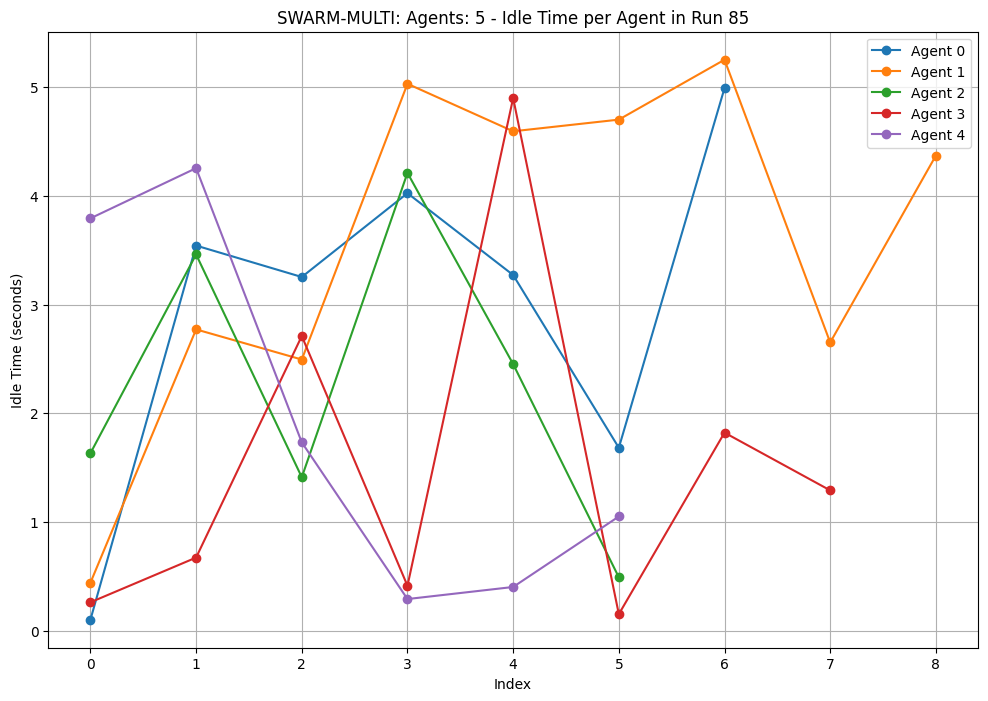 SWARM-MULTI: Agents: 5 - Idle Time per Agent in Run 85
Agent 0
Agent 1
Agent 2
Agent 3
Agent 4
Idle Time (seconds)
5
4
3
2
1
0
0 1 2 3 4 5 6 7 8
Index